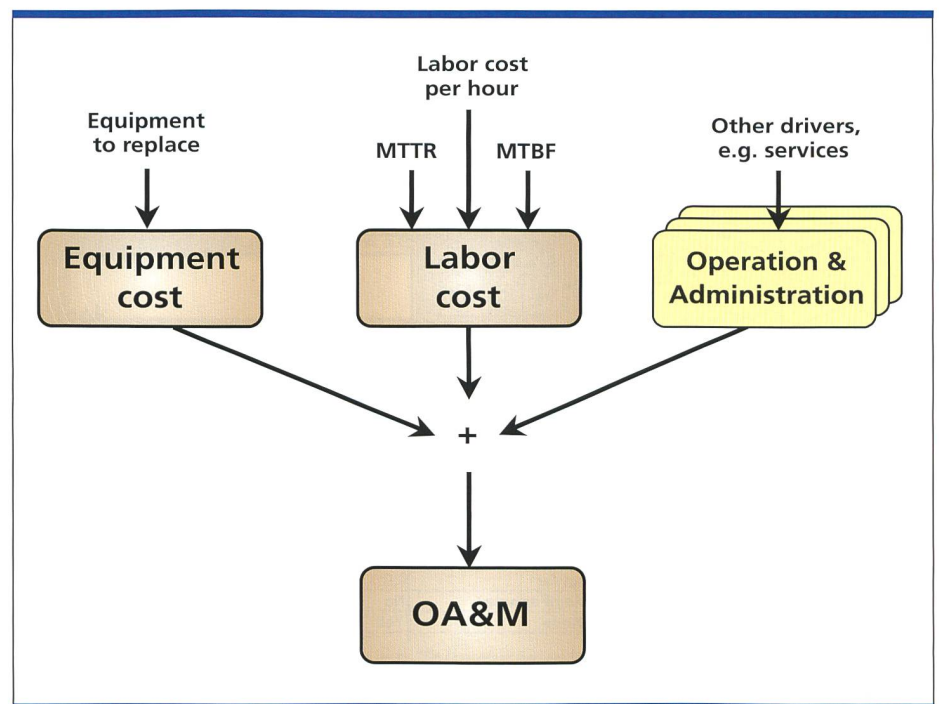 Labor cost
per hour
Equipment
to replace
MTTR
MTBF
Other drivers,
e.g. services
Equipment
cost
Labor
cost
Operation &
Administration
+
OA&M